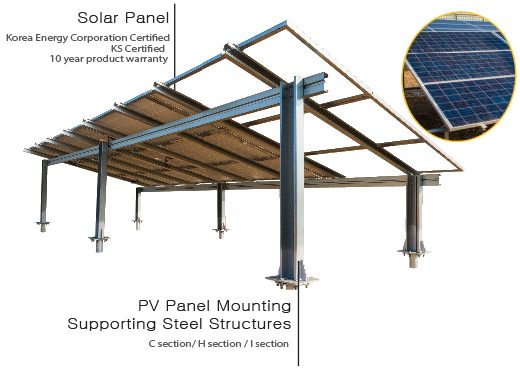 Solar Panel
Korea Energy Corporation Certified
KS Certified
10 year product warranty
PV Panel Mounting
Supporting Steel Structures
C section/ H section / I section